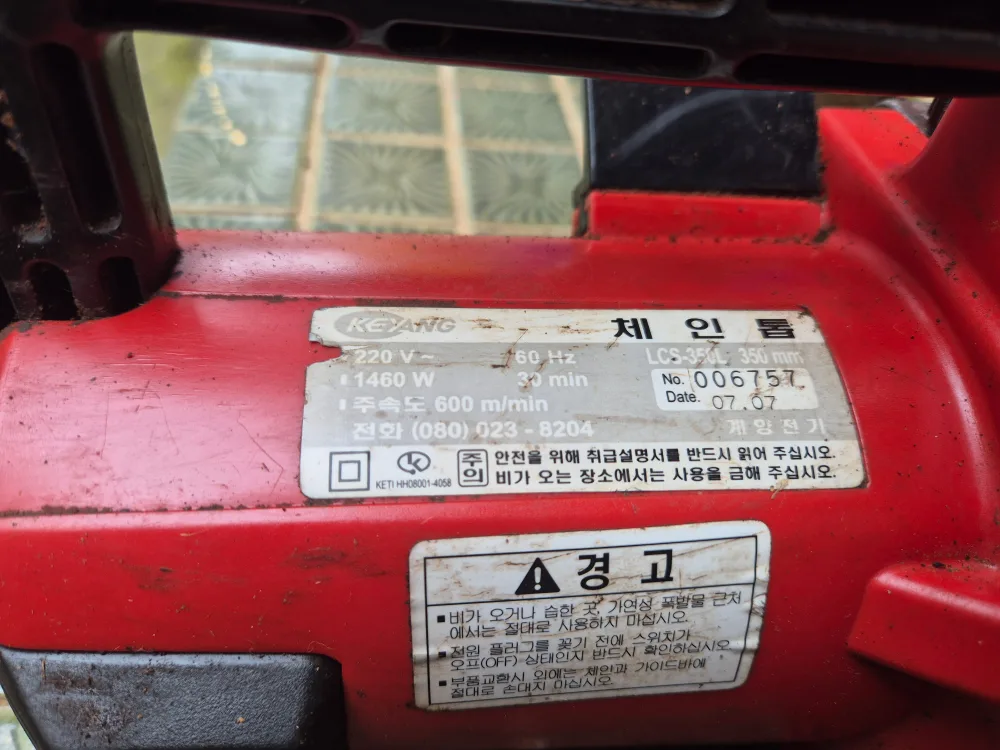 KEYANG 체인톱
220 V~ 60 Hz LCS-350L 350 mm
1460 W 30 min No. 006757
주속도 600 m/min Date. 07.07
전화 (080) 023 - 8204 계양전기
KETI HH08001-4058
주의
안전을 위해 취급설명서를 반드시 읽어 주십시오.
비가 오는 장소에서는 사용을 금해 주십시오.
경고
■ 비가 오거나 습한 곳, 가연성 폭발물 근처
에서는 절대로 사용하지 마십시오.
■ 전원 플러그를 꽂기 전에 스위치가
오프(OFF) 상태인지 반드시 확인하십시오.
■ 부품교환시 외에는 체인과 가이드바에
절대로 손대지 마십시오.